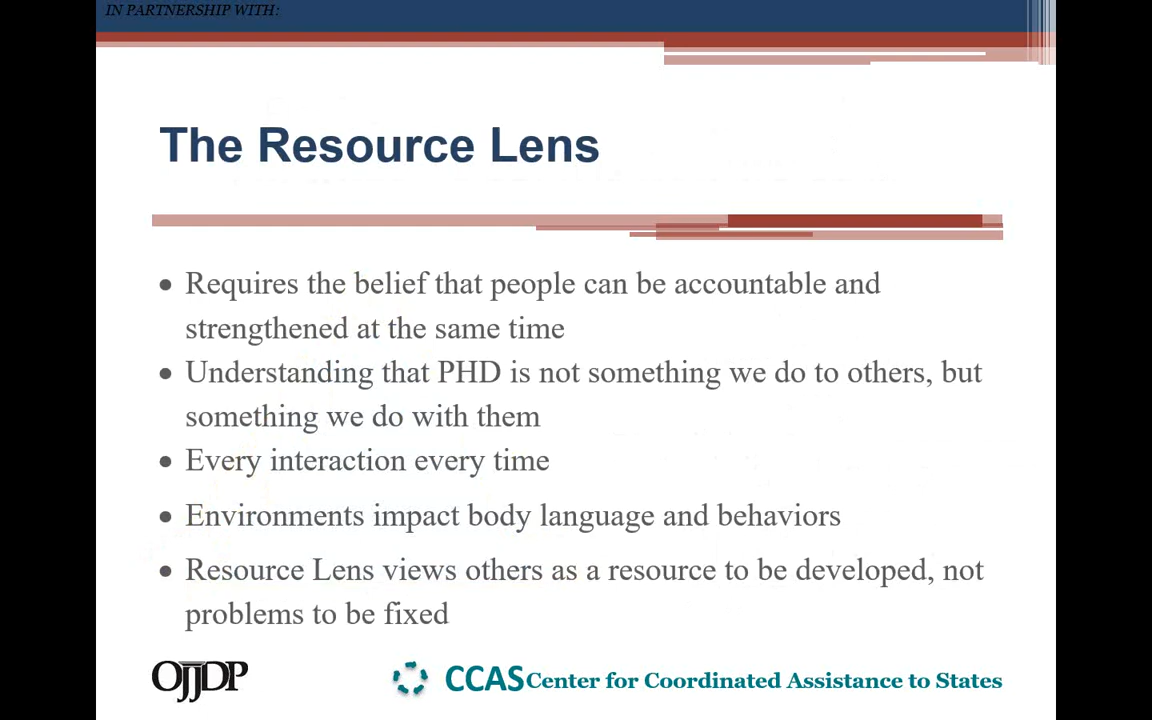 IN PARTNERSHIP WITH:
The Resource Lens
• Requires the belief that people can be accountable and
strengthened at the same time
• Understanding that PHD is not something we do to others, but
something we do with them
• Every interaction every time
• Environments impact body language and behaviors
• Resource Lens views others as a resource to be developed, not
problems to be fixed
OJJDP
CCAS Center for Coordinated Assistance to States